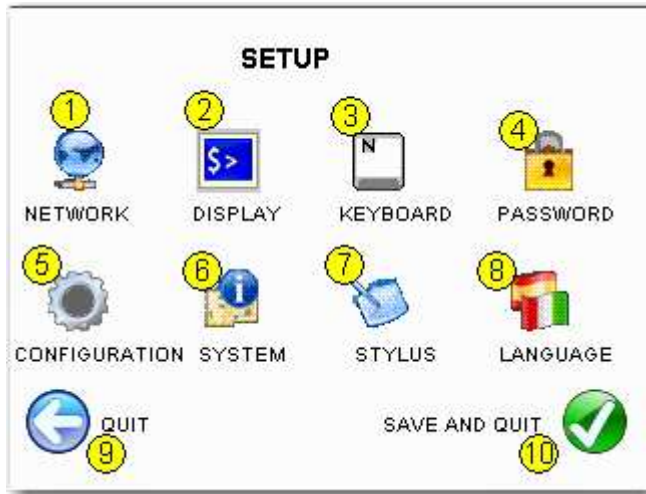 SETUP
1 2 3 4
$>
N
NETWORK DISPLAY KEYBOARD PASSWORD
5 6 7 8
i
CONFIGURATION SYSTEM STYLUS LANGUAGE
QUIT SAVE AND QUIT
9 10